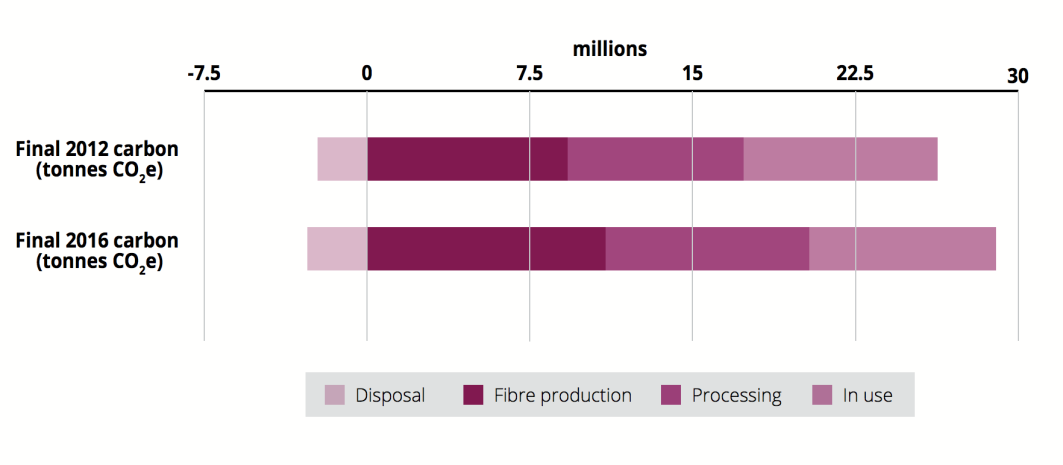 millions
-7.5 0 7.5 15 22.5 30
Final 2012 carbon
(tonnes CO₂e)
Final 2016 carbon
(tonnes CO₂e)
Disposal Fibre production Processing In use